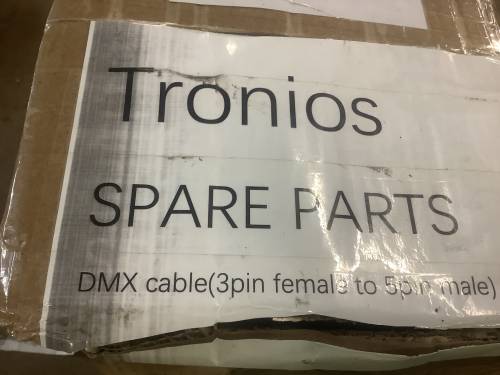 Tronios
SPARE PARTS
DMX cable(3pin female to 5pin male)